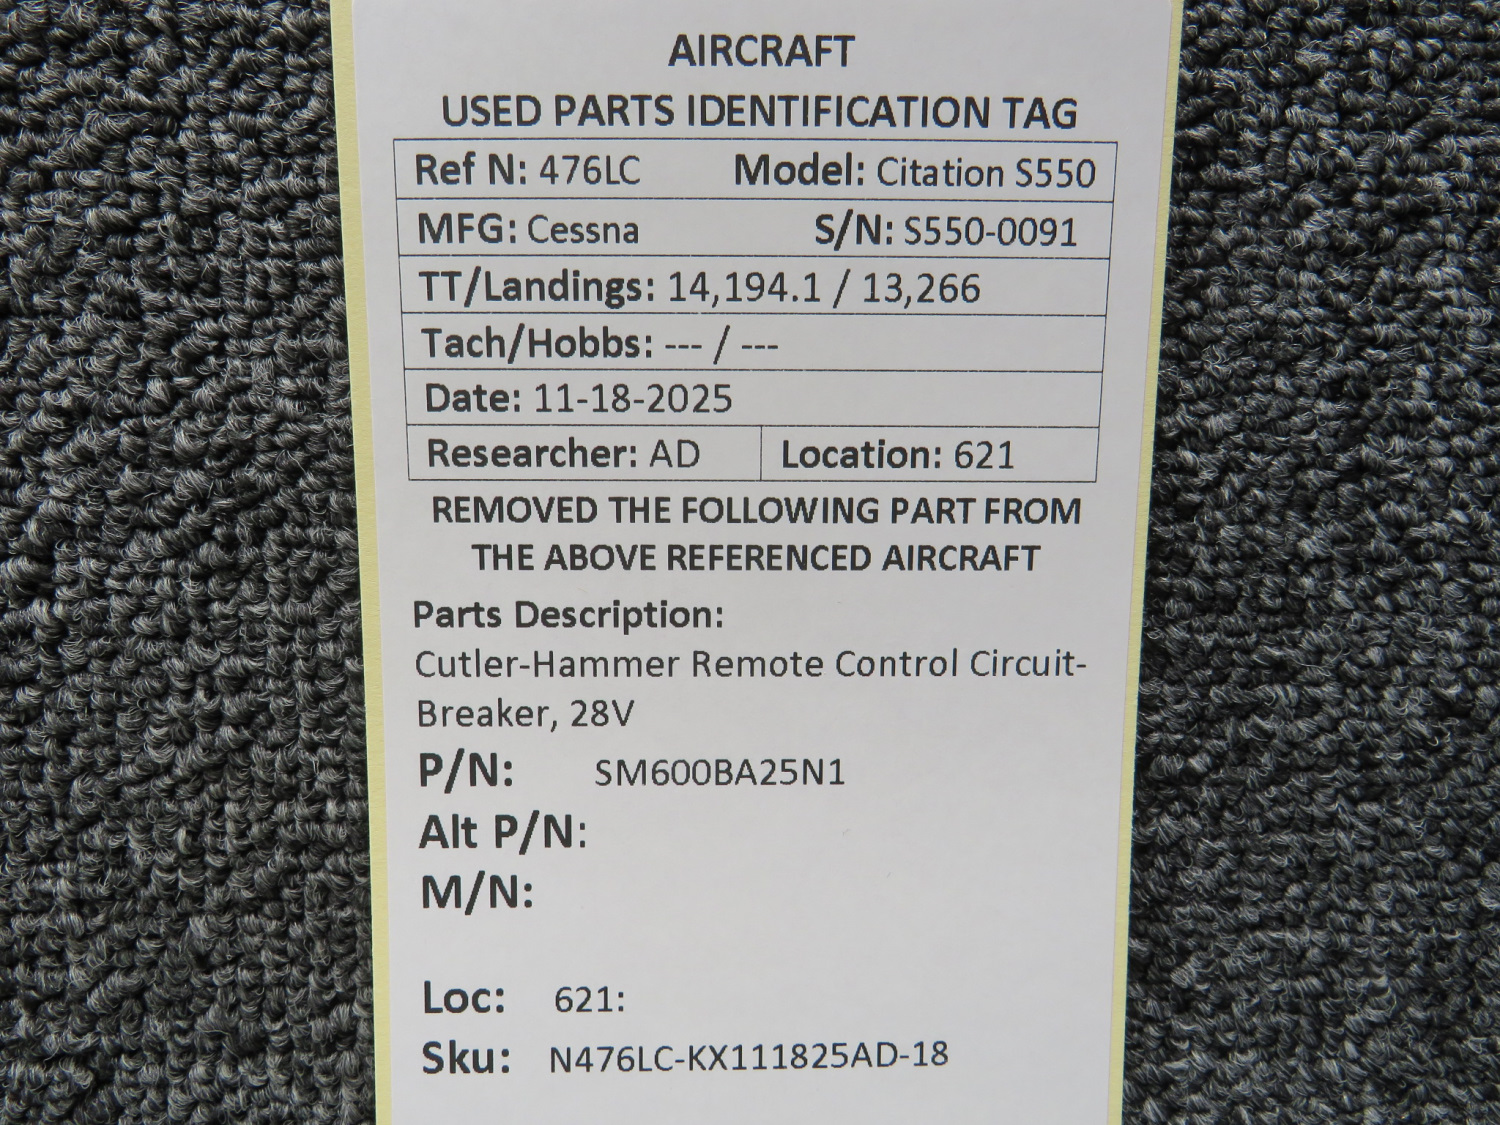 AIRCRAFT
USED PARTS IDENTIFICATION TAG
Ref N: 476LC Model: Citation S550
MFG: Cessna S/N: S550-0091
TT/Landings: 14,194.1 / 13,266
Tach/Hobbs: --- / ---
Date: 11-18-2025
Researcher: AD Location: 621
REMOVED THE FOLLOWING PART FROM
THE ABOVE REFERENCED AIRCRAFT
Parts Description:
Cutler-Hammer Remote Control Circuit-
Breaker, 28V
P/N: SM600BA25N1
Alt P/N:
M/N:
Loc: 621:
Sku: N476LC-KX111825AD-18